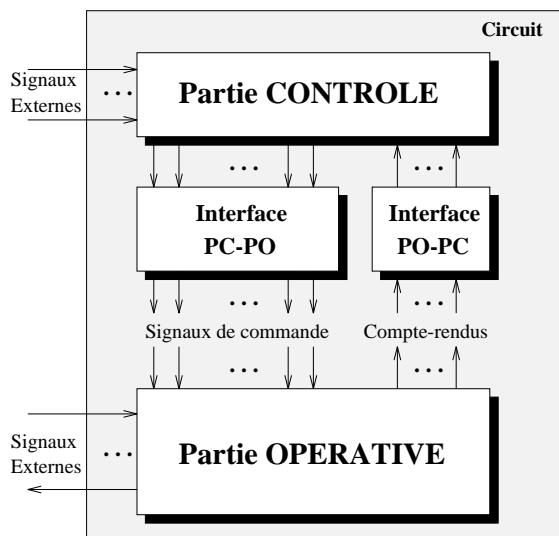 Circuit
Signaux
Externes
...
Partie CONTROLE
...
...
Interface
PC-PO
Interface
PO-PC
...
...
Signaux de commande
Compte-rendus
...
...
Signaux
Externes
...
Partie OPERATIVE